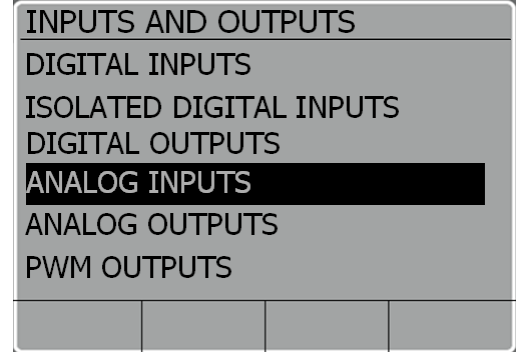 INPUTS AND OUTPUTS
DIGITAL INPUTS
ISOLATED DIGITAL INPUTS
DIGITAL OUTPUTS
ANALOG INPUTS
ANALOG OUTPUTS
PWM OUTPUTS